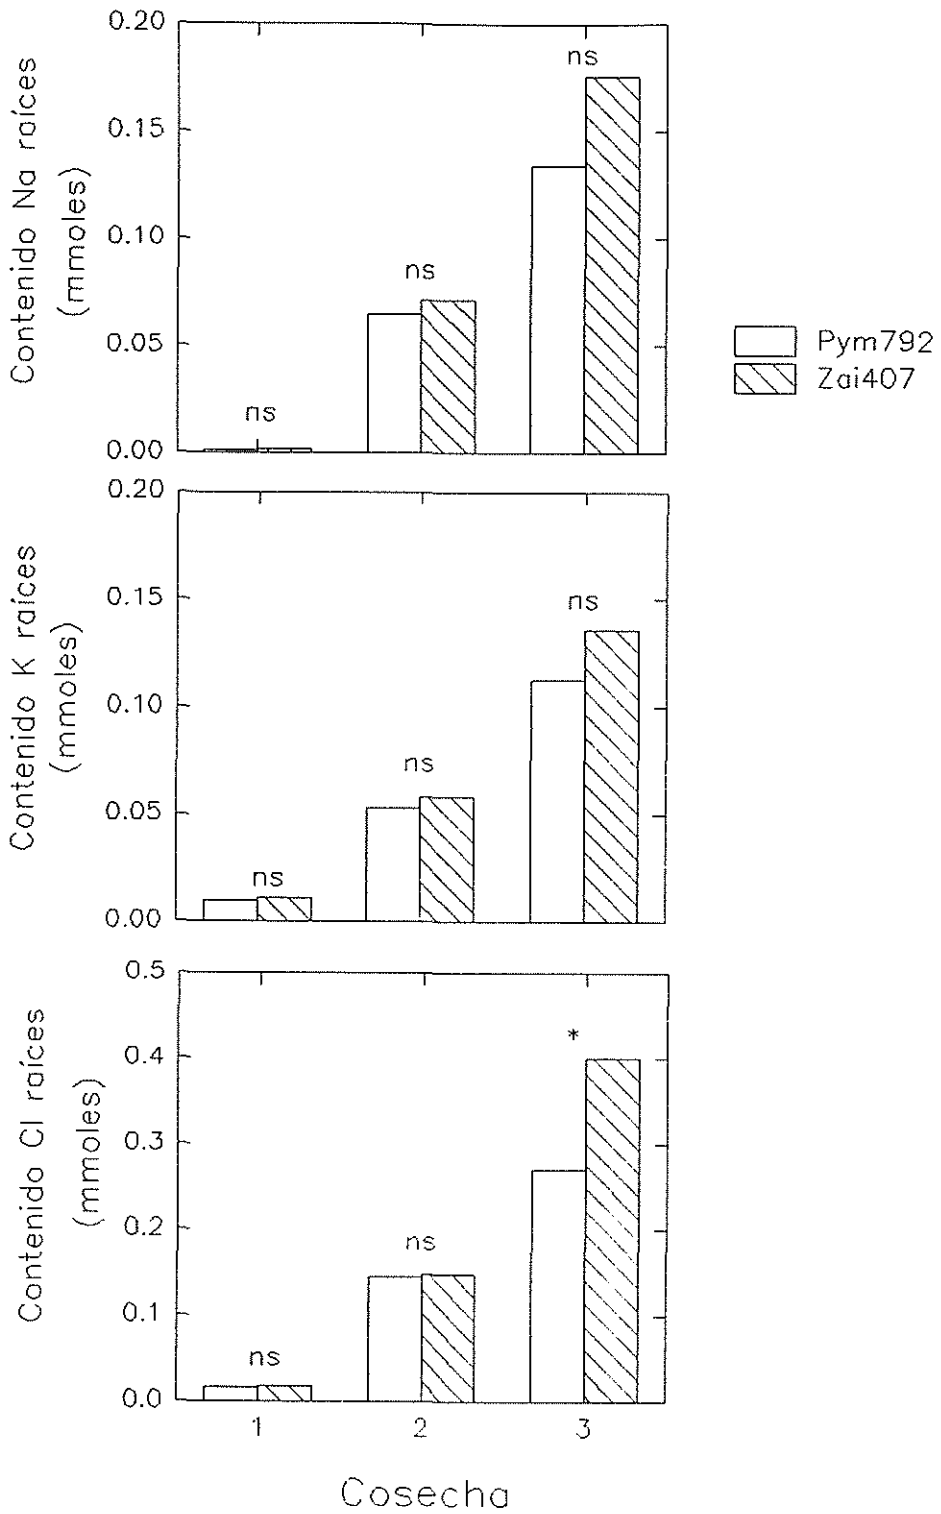 0.20
0.15
0.10
0.05
0.00
Contenido Na raíces
(mmoles)
ns
ns
ns
Pym792
Zai407
0.20
0.15
0.10
0.05
0.00
Contenido K raíces
(mmoles)
ns
ns
ns
0.5
0.4
0.3
0.2
0.1
0.0
Contenido Cl raíces
(mmoles)
ns
ns
*
1 2 3
Cosecha